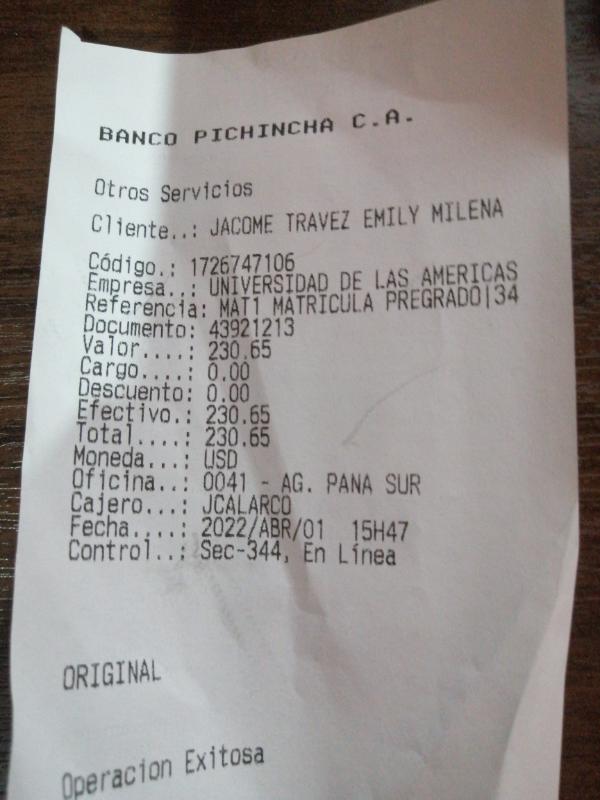 BANCO PICHINCHA C.A.
Otros Servicios
Cliente..: JACOME TRAVEZ EMILY MILENA
Código.: 1726747106
Empresa..: UNIVERSIDAD DE LAS AMERICAS
Referencia: MAT1 MATRICULA PREGRADO|34
Documento: 43921213
Valor....: 230.65
Cargo....: 0.00
Descuento: 0.00
Efectivo.: 230.65
Total....: 230.65
Moneda...: USD
Oficina..: 0041 - AG. PANA SUR
Cajero...: JCALARCO
Fecha....: 2022/ABR/01 15H47
Control..: Sec-344, En Línea
ORIGINAL
Operacion Exitosa